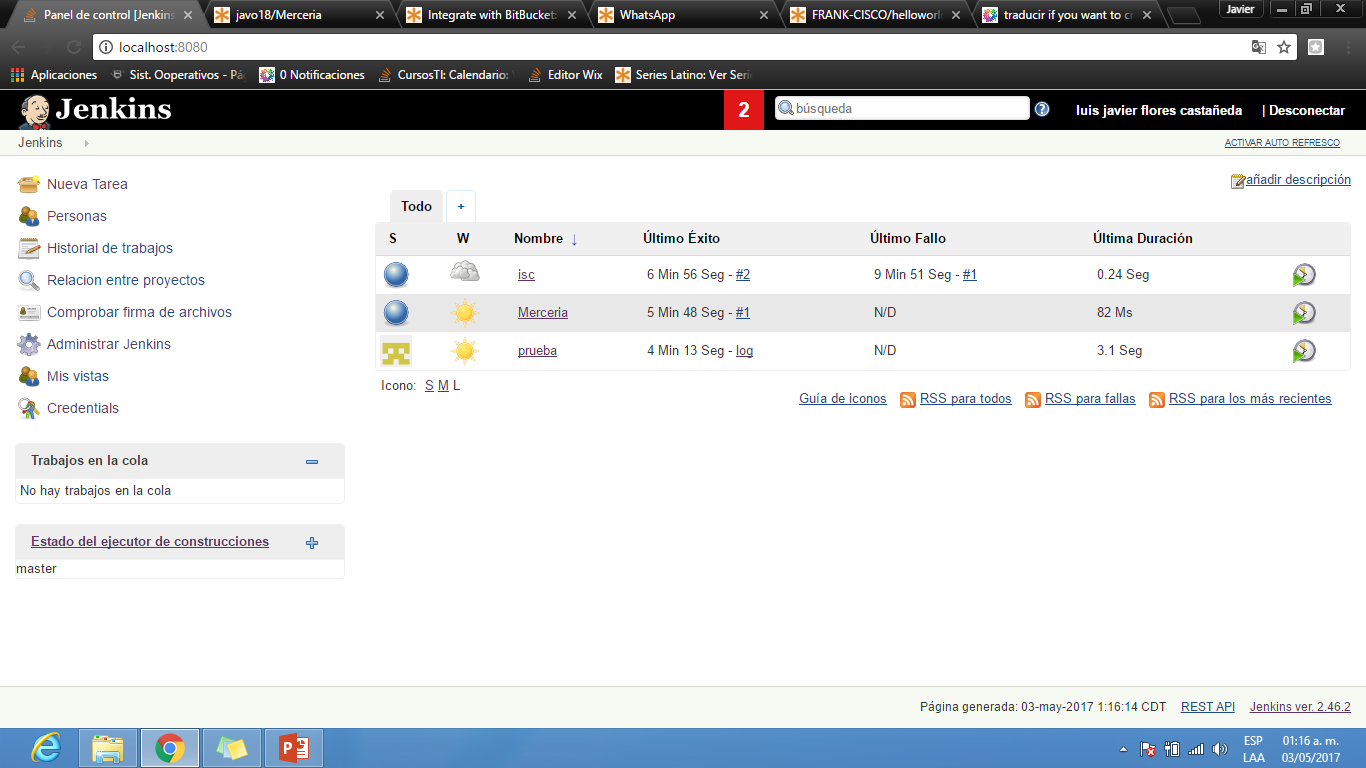 Panel de control [Jenkins
javo18/Merceria
Integrate with BitBucket
WhatsApp
FRANK-CISCO/hellowor
traducir if you want to c
Javier
localhost:8080
Aplicaciones
Sist. Ooperativos - Pá
0 Notificaciones
CursosTI: Calendario:
Editor Wix
Series Latino: Ver Seri
Jenkins
2
búsqueda
luis javier flores castañeda
| Desconectar
Jenkins
ACTIVAR AUTO REFRESCO
Nueva Tarea
Personas
Historial de trabajos
Relacion entre proyectos
Comprobar firma de archivos
Administrar Jenkins
Mis vistas
Credentials
Trabajos en la cola
No hay trabajos en la cola
Estado del ejecutor de construcciones
master
añadir descripción
Todo +
S W Nombre ↓ Último Éxito Último Fallo Última Duración
isc 6 Min 56 Seg - #2 9 Min 51 Seg - #1 0.24 Seg
Merceria 5 Min 48 Seg - #1 N/D 82 Ms
prueba 4 Min 13 Seg - log N/D 3.1 Seg
Icono: S M L
Guía de iconos RSS para todos RSS para fallas RSS para los más recientes
Página generada: 03-may-2017 1:16:14 CDT REST API Jenkins ver. 2.46.2
ESP
LAA
01:16 a. m.
03/05/2017